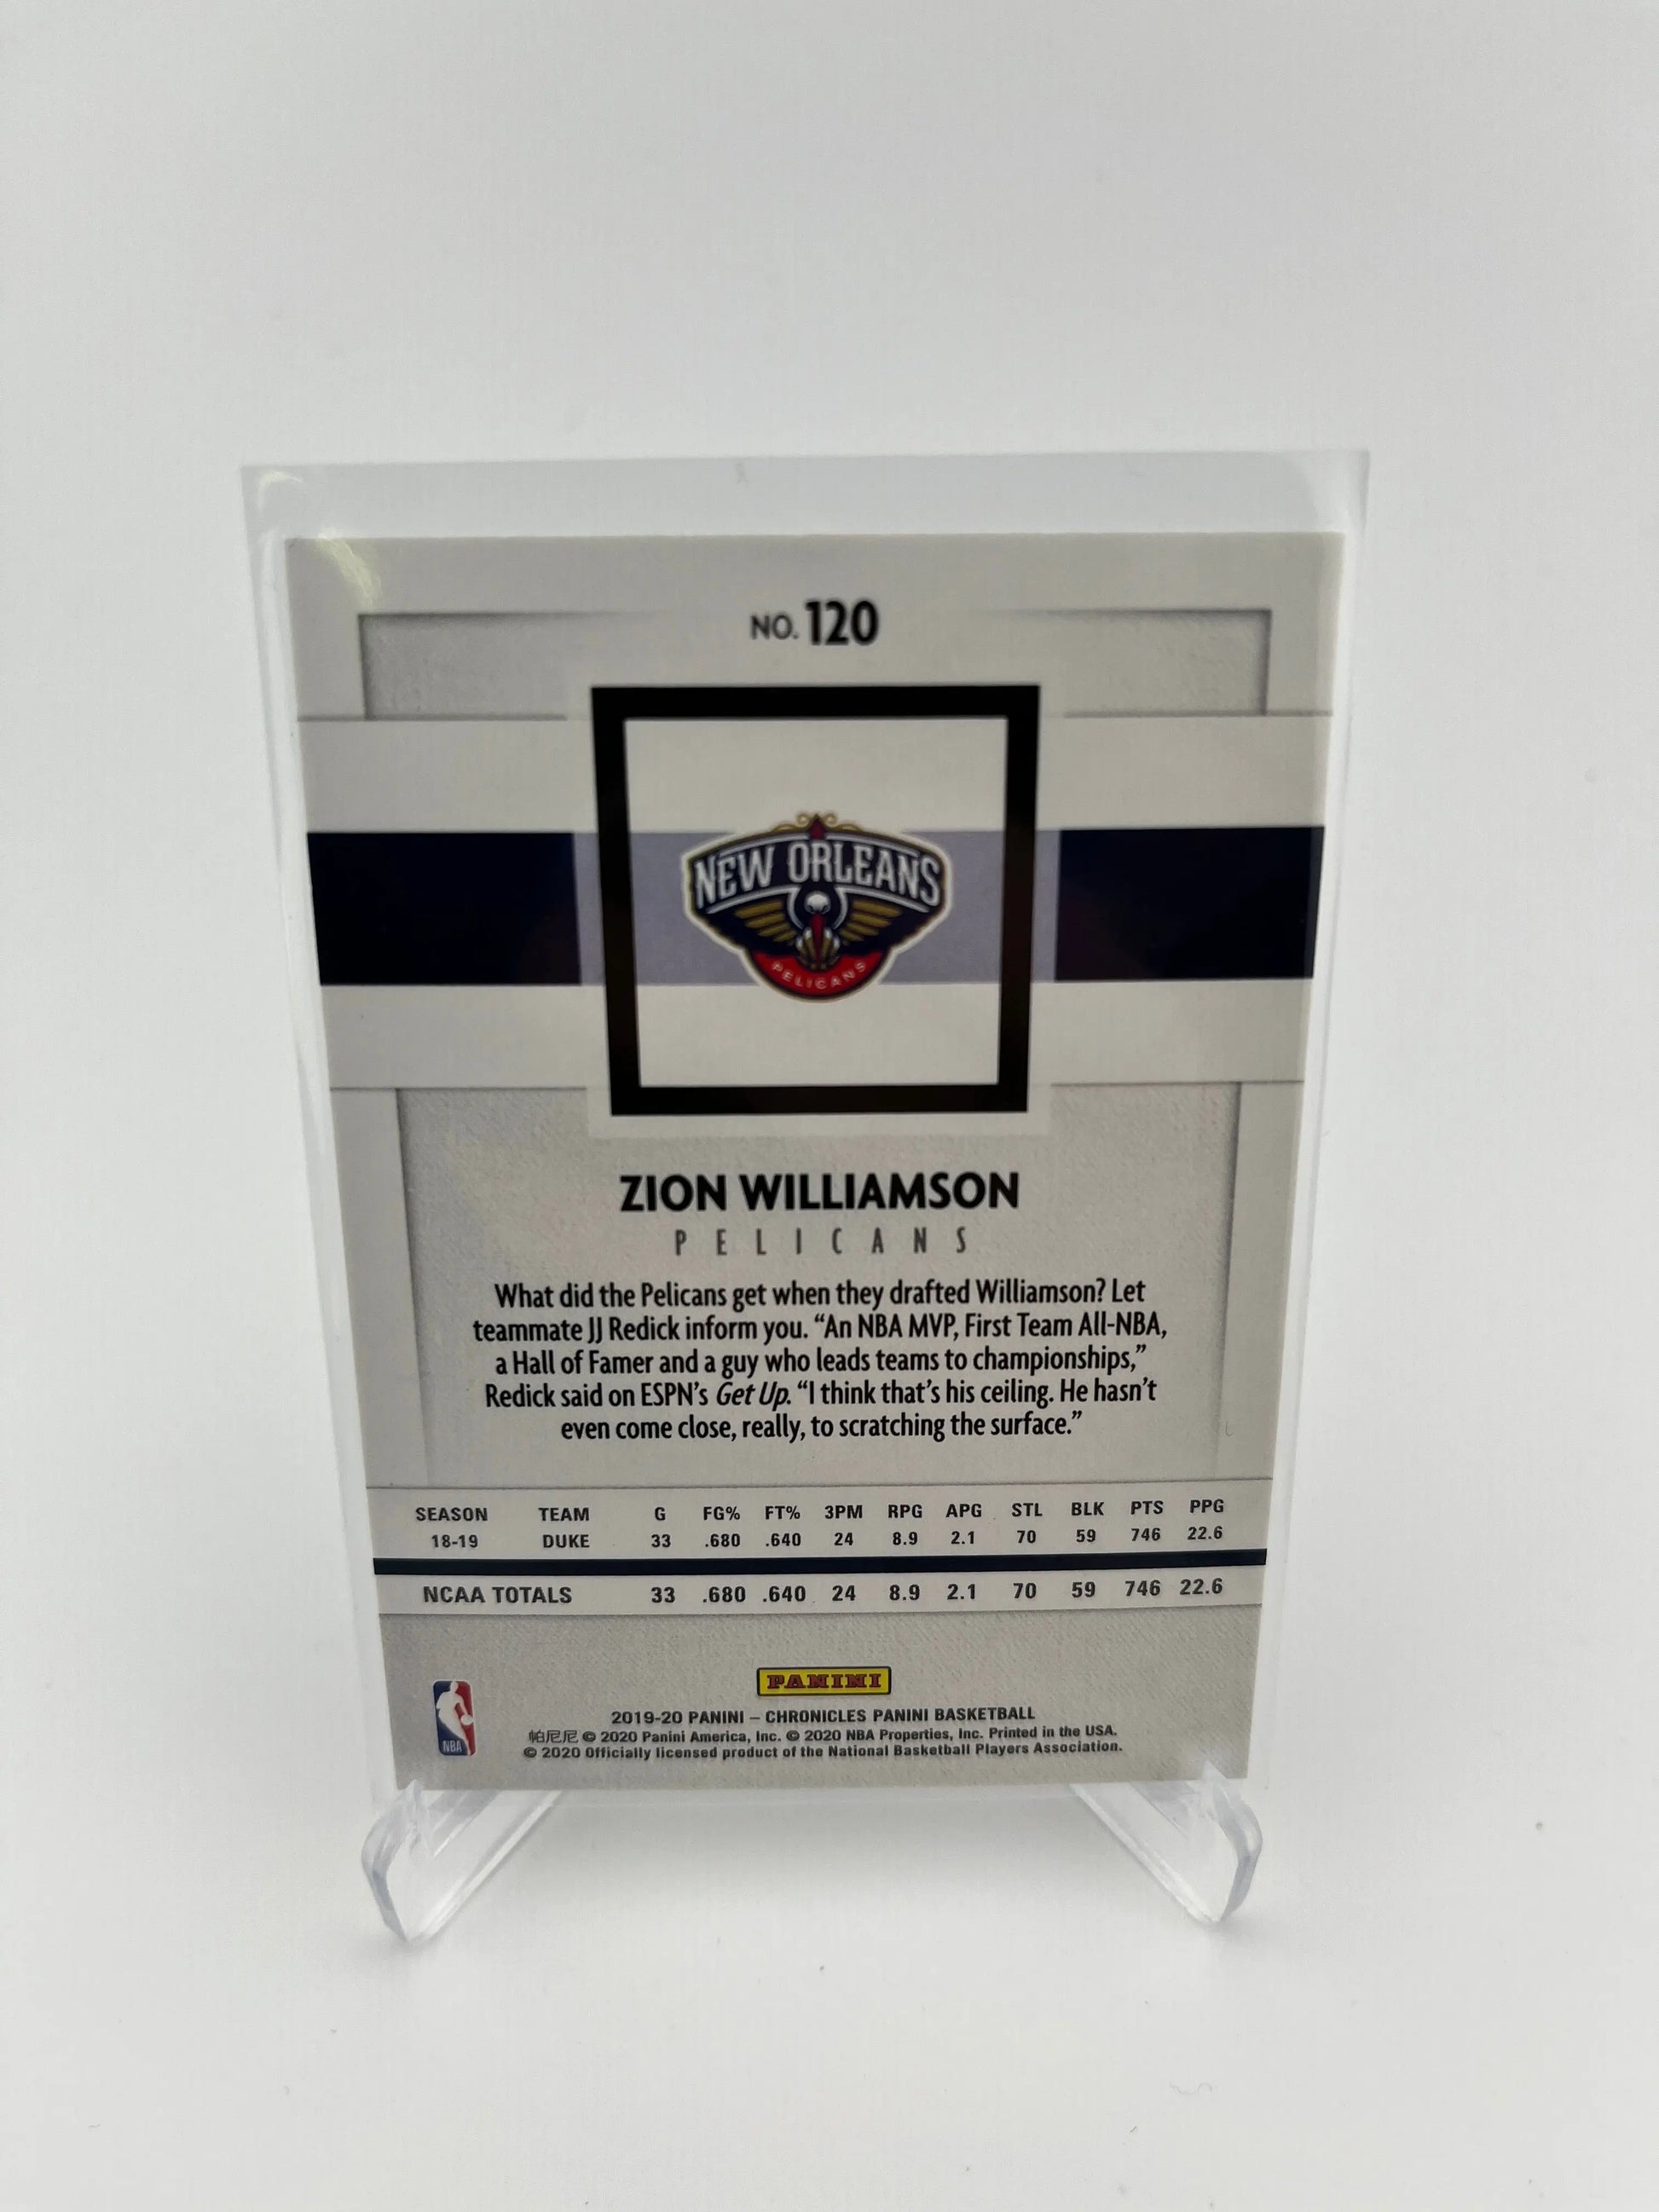 NO. 120
NEW ORLEANS
PELICANS
ZION WILLIAMSON
PELICANS
What did the Pelicans get when they drafted Williamson? Let
teammate JJ Redick inform you. “An NBA MVP, First Team All-NBA,
a Hall of Famer and a guy who leads teams to championships,”
Redick said on ESPN’s Get Up. “I think that’s his ceiling. He hasn’t
even come close, really, to scratching the surface.”
SEASON TEAM G FG% FT% 3PM RPG APG STL BLK PTS PPG
18-19 DUKE 33 .680 .640 24 8.9 2.1 70 59 746 22.6
NCAA TOTALS 33 .680 .640 24 8.9 2.1 70 59 746 22.6
PANINI
NBA
2019-20 PANINI – CHRONICLES PANINI BASKETBALL
帕尼尼 © 2020 Panini America, Inc. © 2020 NBA Properties, Inc. Printed in the USA.
© 2020 Officially licensed product of the National Basketball Players Association.